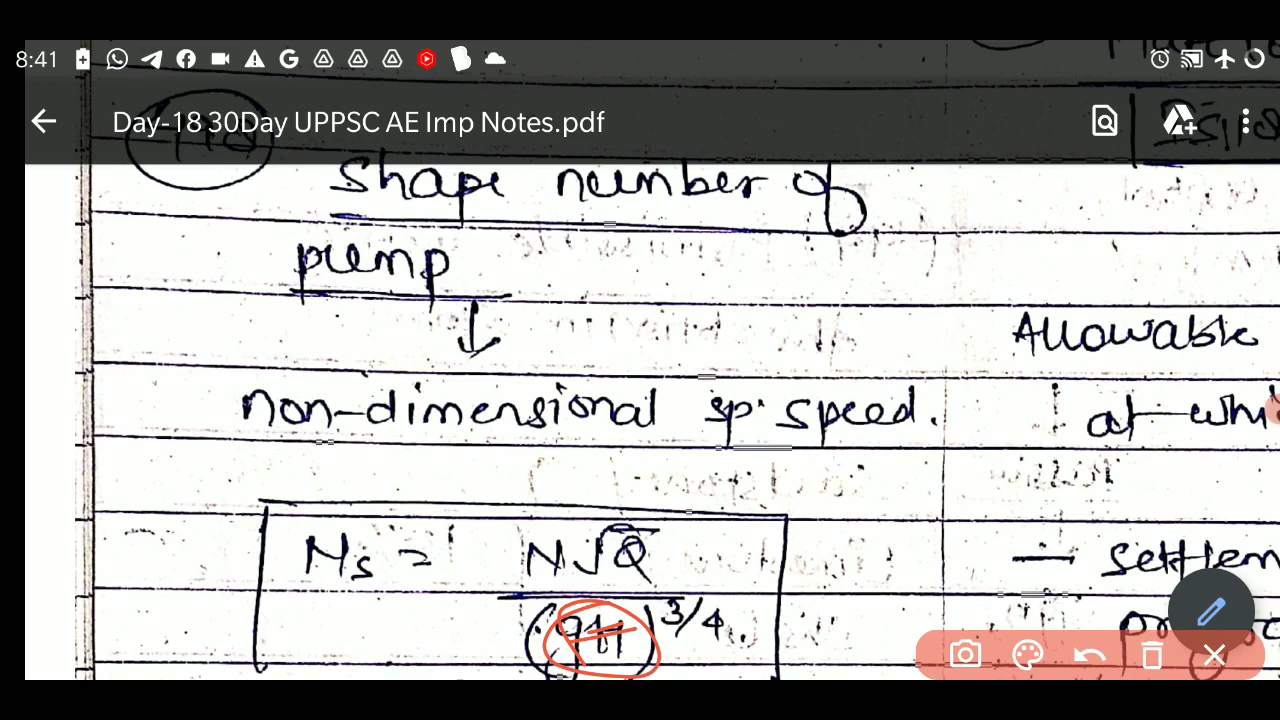 8:41
Day-18 30Day UPPSC AE Imp Notes.pdf
Shape number of
pump
↓
non-dimensional sp. speed.
Ns = N√Q / (gH)^3/4.
Allowable
at whi
— settlem